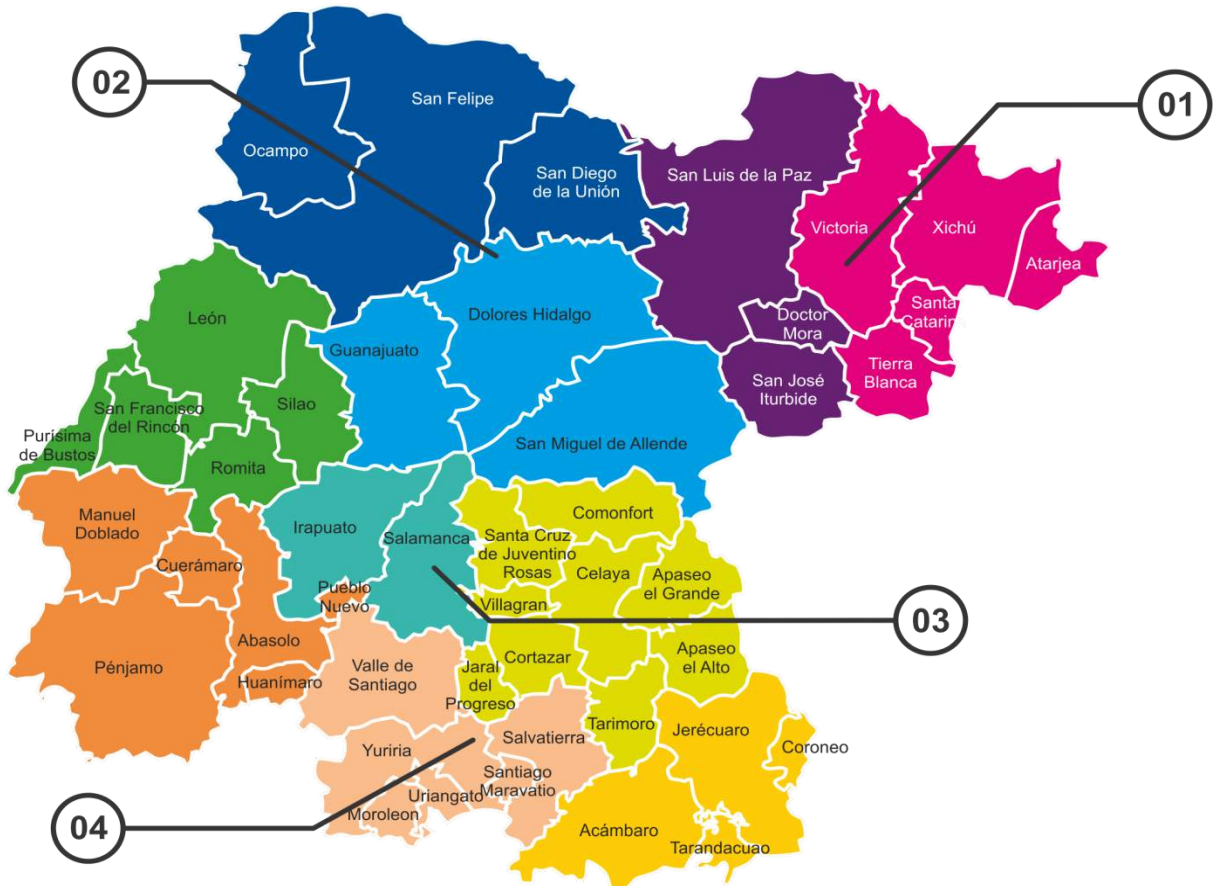 02
01
San Felipe
Ocampo
San Diego
de la Unión
San Luis de la Paz
Victoria
Xichú
Atarjea
León
Dolores Hidalgo
Doctor
Mora
Santa
Catarin
Guanajuato
Tierra
Blanca
San José
Iturbide
Silao
San Francisco
del Rincón
Purísima
de Bustos
San Miguel de Allende
Romita
Manuel
Doblado
Irapuato
Salamanca
Comonfort
Santa Cruz
de Juventino
Rosas
Cuerámaro
Celaya
Apaseo
el Grande
Pueblo
Nuevo
Villagran
03
Abasolo
Pénjamo
Cortazar
Apaseo
el Alto
Valle de
Santiago
Jaral
del
Progreso
Huanímaro
Tarimoro
Jerécuaro
Salvatierra
Yuriria
Coroneo
Santiago
Maravatio
Uriangato
Moroleon
04
Acámbaro
Tarandacuao